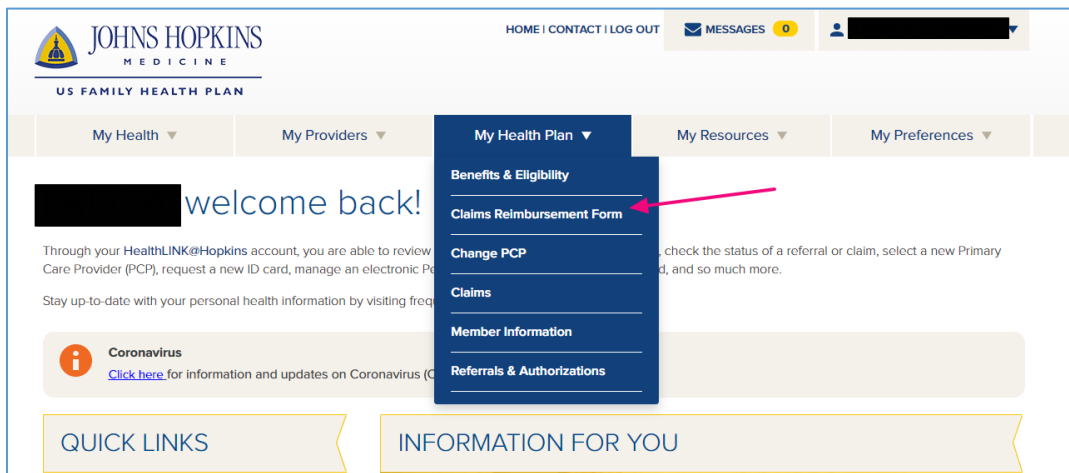 JOHNS HOPKINS
MEDICINE
US FAMILY HEALTH PLAN
HOME | CONTACT | LOG OUT
MESSAGES 0
My Health
My Providers
My Health Plan
My Resources
My Preferences
Benefits & Eligibility
Claims Reimbursement Form
Change PCP
Claims
Member Information
Referrals & Authorizations
welcome back!
Through your HealthLINK@Hopkins account, you are able to review , check the status of a referral or claim, select a new Primary
Care Provider (PCP), request a new ID card, manage an electronic d, and so much more.
Stay up-to-date with your personal health information by visiting
Coronavirus
Click here for information and updates on Coronavirus
QUICK LINKS
INFORMATION FOR YOU